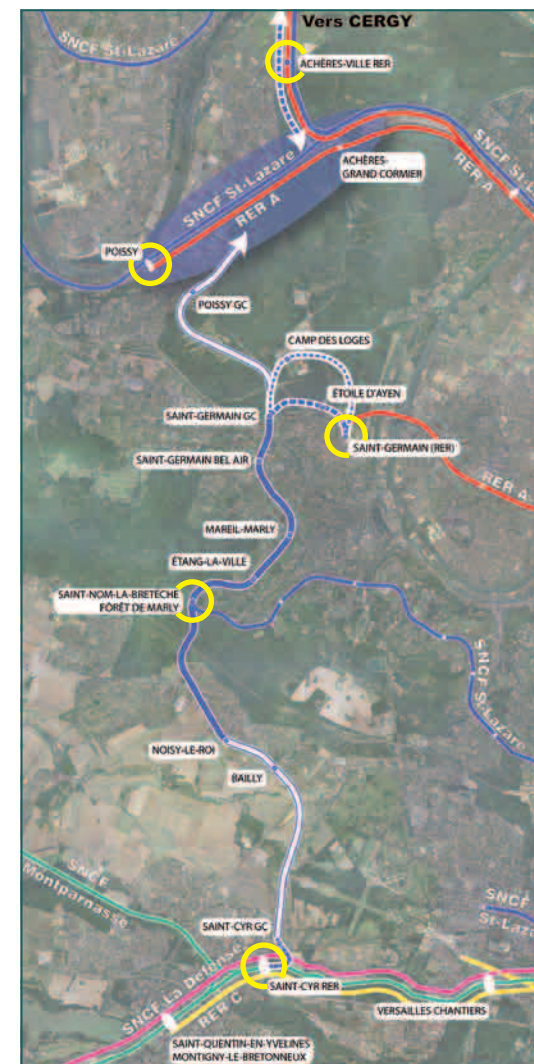 Vers CERGY
SNCF St-Lazare
ACHÈRES-VILLE RER
ACHÈRES-
GRAND CORMIER
SNCF St-Lazare
RER A
SNCF St-L
RER A
POISSY
POISSY GC
CAMP DES LOGES
ÉTOILE D'AYEN
SAINT-GERMAIN GC
SAINT-GERMAIN (RER)
SAINT-GERMAIN BEL AIR
RER A
MAREIL-MARLY
ÉTANG-LA-VILLE
SAINT-NOM-LA-BRETÈCHE
FORÊT DE MARLY
SNCF St-Lazare
NOISY-LE-ROI
BAILLY
SNCF
Montparnasse
SNCF
St-Laz
SAINT-CYR GC
SNCF La Défense
RER C
SAINT-CYR RER
VERSAILLES CHANTIERS
SAINT-QUENTIN-EN-YVELINES
MONTIGNY-LE-BRETONNEUX